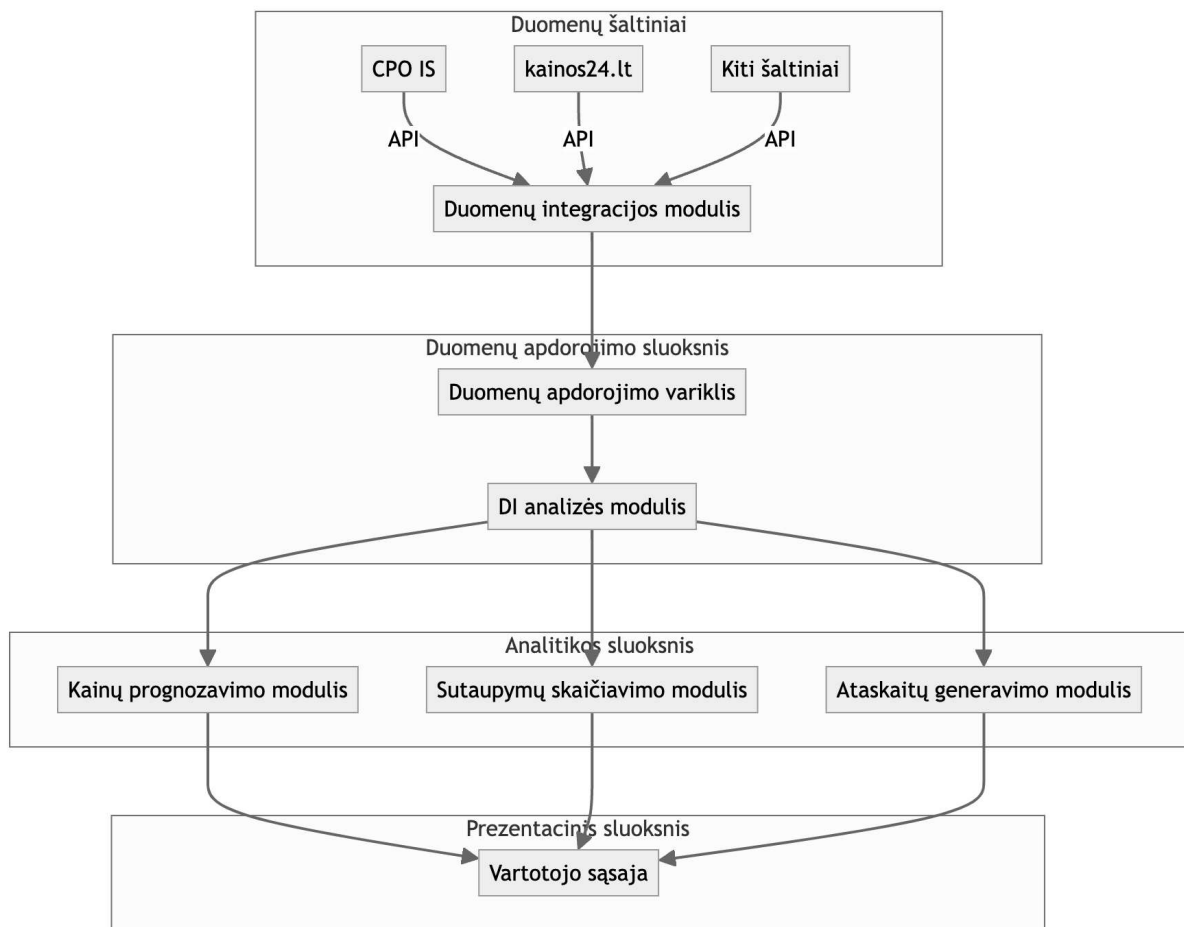 Duomenų šaltiniai
CPO IS
kainos24.lt
Kiti šaltiniai
API
API
API
Duomenų integracijos modulis
Duomenų apdorojimo sluoksnis
Duomenų apdorojimo variklis
DI analizės modulis
Analitikos sluoksnis
Kainų prognozavimo modulis
Sutaupymų skaičiavimo modulis
Ataskaitų generavimo modulis
Prezentacinis sluoksnis
Vartotojo sąsaja